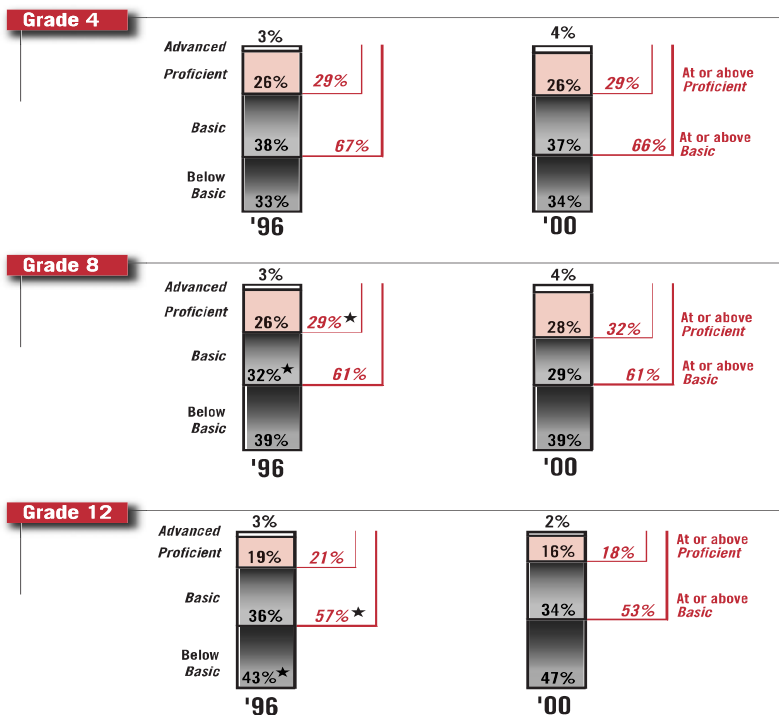 Grade 4
3% 4%
Advanced
Proficient 26% 29% 26% 29% At or above
Proficient
Basic 38% 67% 37% 66% At or above
Basic
Below
Basic 33% 34%
'96 '00
Grade 8
3% 4%
Advanced
Proficient 26% 29%★ 28% 32% At or above
Proficient
Basic 32%★ 61% 29% 61% At or above
Basic
Below
Basic 39% 39%
'96 '00
Grade 12
3% 2%
Advanced
Proficient 19% 21% 16% 18% At or above
Proficient
Basic 36% 57%★ 34% 53% At or above
Basic
Below
Basic 43%★ 47%
'96 '00